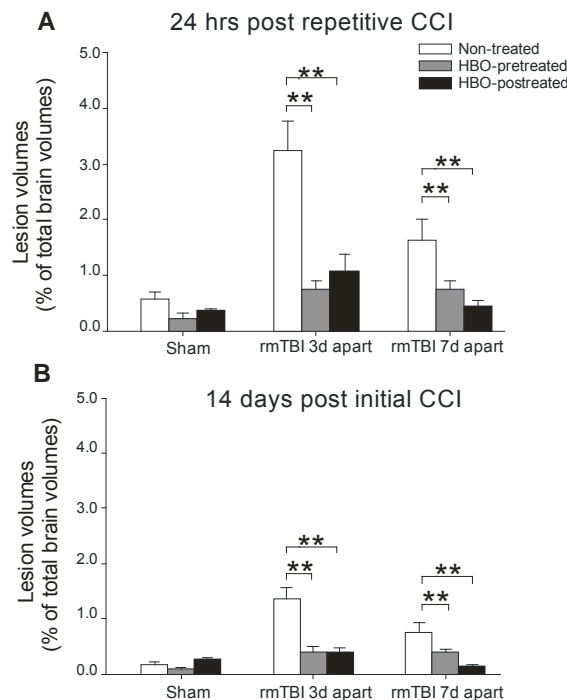 A
24 hrs post repetitive CCI
Non-treated
HBO-pretreated
HBO-postreated
Lesion volumes
(% of total brain volumes)
5.0
4.0
3.0
2.0
1.0
0.0
**
**
**
**
Sham
rmTBI 3d apart
rmTBI 7d apart
B
14 days post initial CCI
Lesion volumes
(% of total brain volumes)
5.0
4.0
3.0
2.0
1.0
0.0
**
**
**
**
Sham
rmTBI 3d apart
rmTBI 7d apart